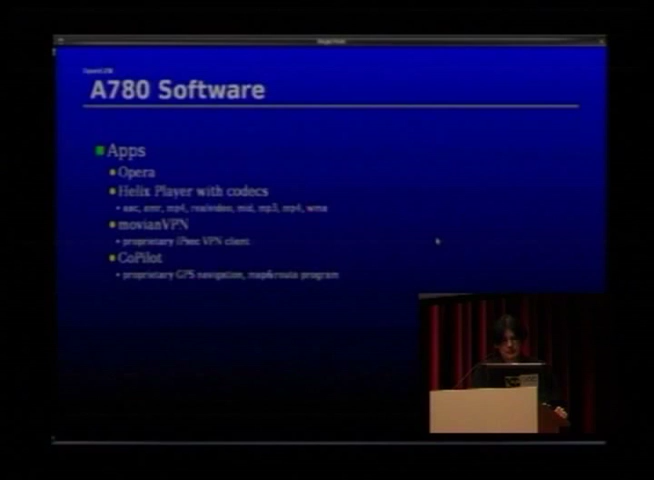 OpenEZX
A780 Software
Apps
Opera
Helix Player with codecs
aac, amr, mp4, realvideo, mid, mp3, mp4, wma
movianVPN
proprietary IPsec VPN client
CoPilot
proprietary GPS navigation, map&route program